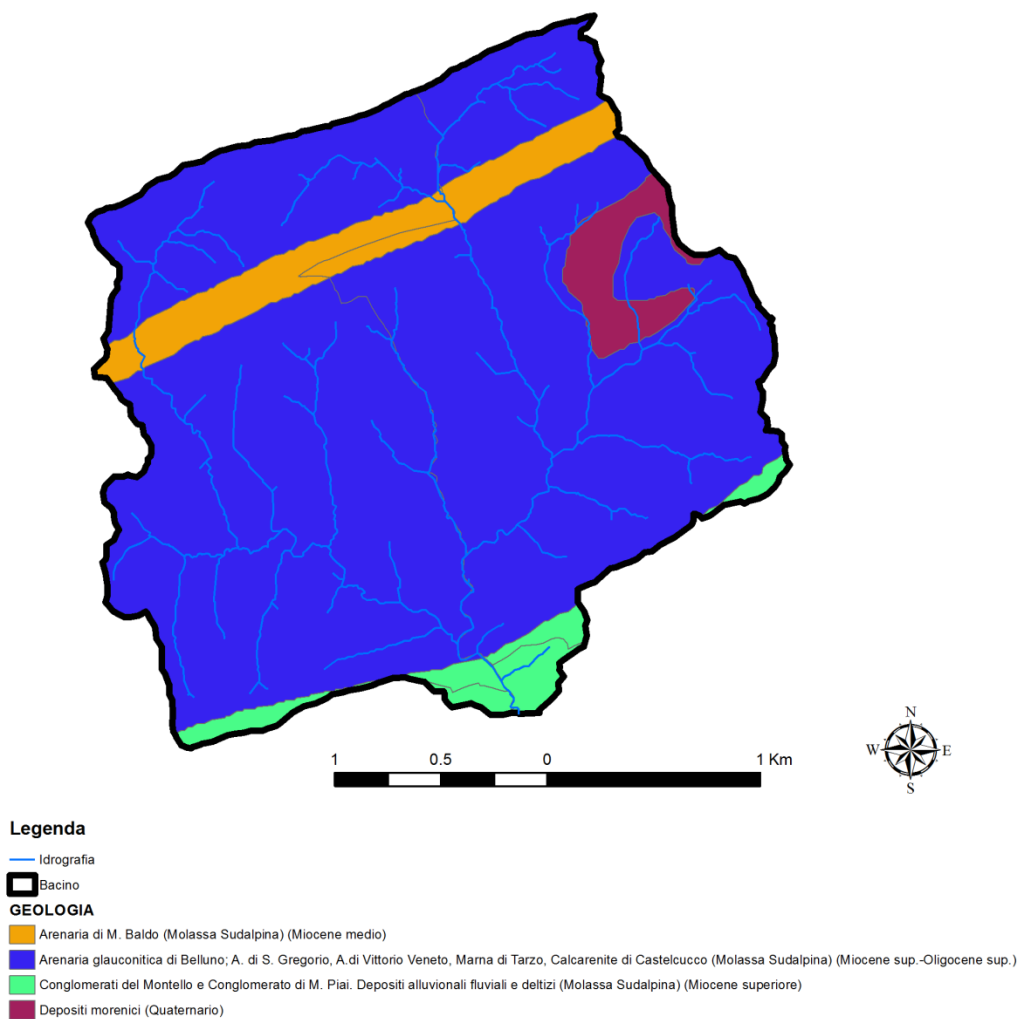 1 0.5 0 1 Km
N
W E
S
Legenda
Idrografia
Bacino
GEOLOGIA
Arenaria di M. Baldo (Molassa Sudalpina) (Miocene medio)
Arenaria glauconitica di Belluno; A. di S. Gregorio, A.di Vittorio Veneto, Marna di Tarzo, Calcarenite di Castelcucco (Molassa Sudalpina) (Miocene sup.-Oligocene sup.)
Conglomerati del Montello e Conglomerato di M. Piai. Depositi alluvionali fluviali e deltizi (Molassa Sudalpina) (Miocene superiore)
Depositi morenici (Quaternario)